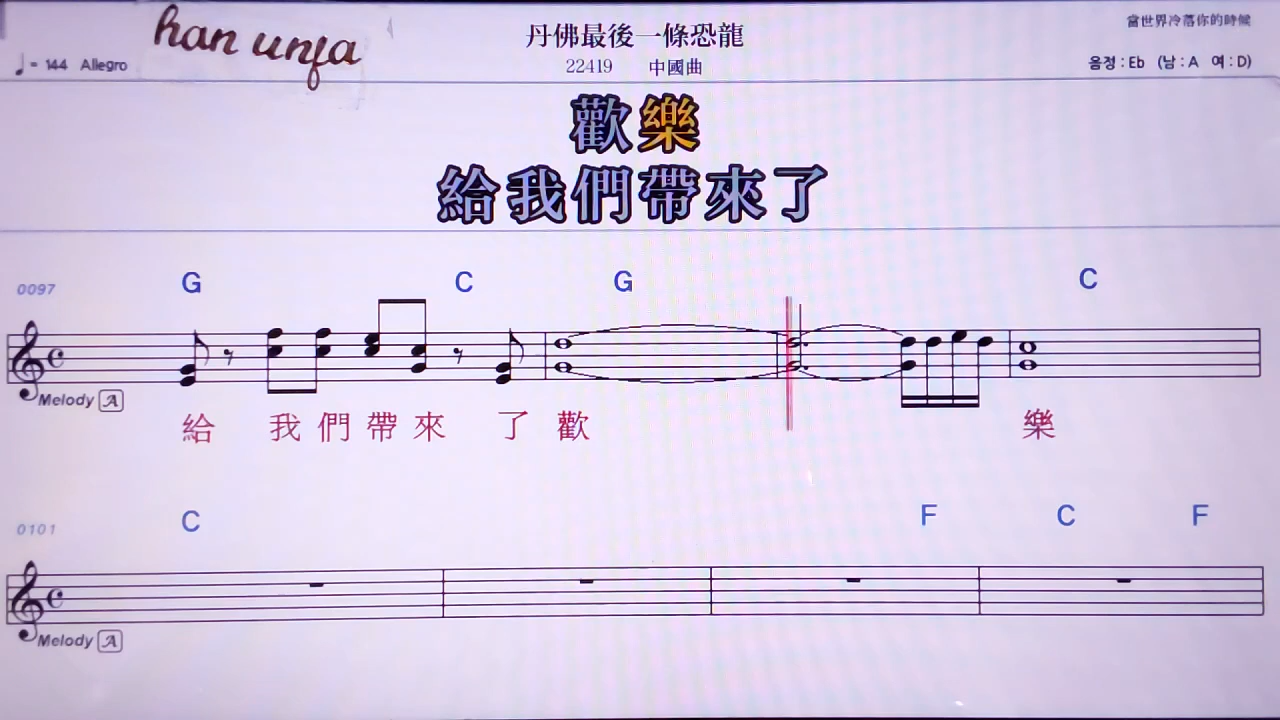 han unfa
丹佛最後一條恐龍
當世界冷落你的時候
♩= 144 Allegro
22419 中國曲
음정 : Eb (남 : A 여 : D)
歡樂
給我們帶來了
0097
G C G C
Melody A
給 我們帶來 了 歡 樂
0101
C F C F
Melody A